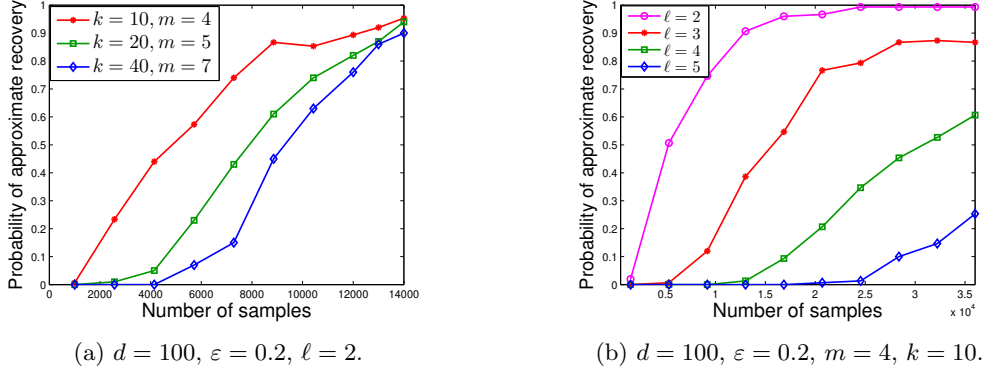 Probability of approximate recovery
1
0.9
0.8
0.7
0.6
0.5
0.4
0.3
0.2
0.1
0
k = 10, m = 4
k = 20, m = 5
k = 40, m = 7
0 2000 4000 6000 8000 10000 12000 14000
Number of samples
(a) d = 100, ε = 0.2, ℓ = 2.
Probability of approximate recovery
1
0.9
0.8
0.7
0.6
0.5
0.4
0.3
0.2
0.1
0
ℓ = 2
ℓ = 3
ℓ = 4
ℓ = 5
0.5 1 1.5 2 2.5 3 3.5
x 10⁴
Number of samples
(b) d = 100, ε = 0.2, m = 4, k = 10.